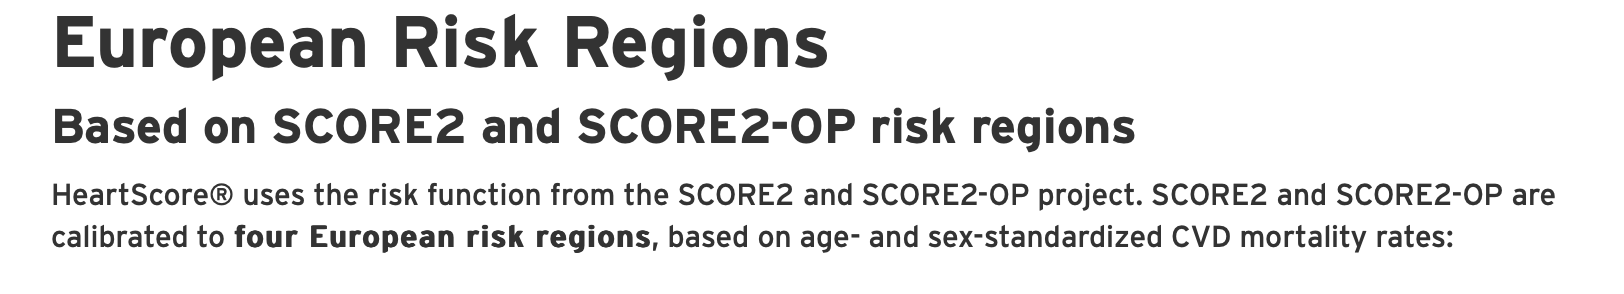 European Risk Regions
Based on SCORE2 and SCORE2-OP risk regions
HeartScore® uses the risk function from the SCORE2 and SCORE2-OP project. SCORE2 and SCORE2-OP are
calibrated to four European risk regions, based on age- and sex-standardized CVD mortality rates: